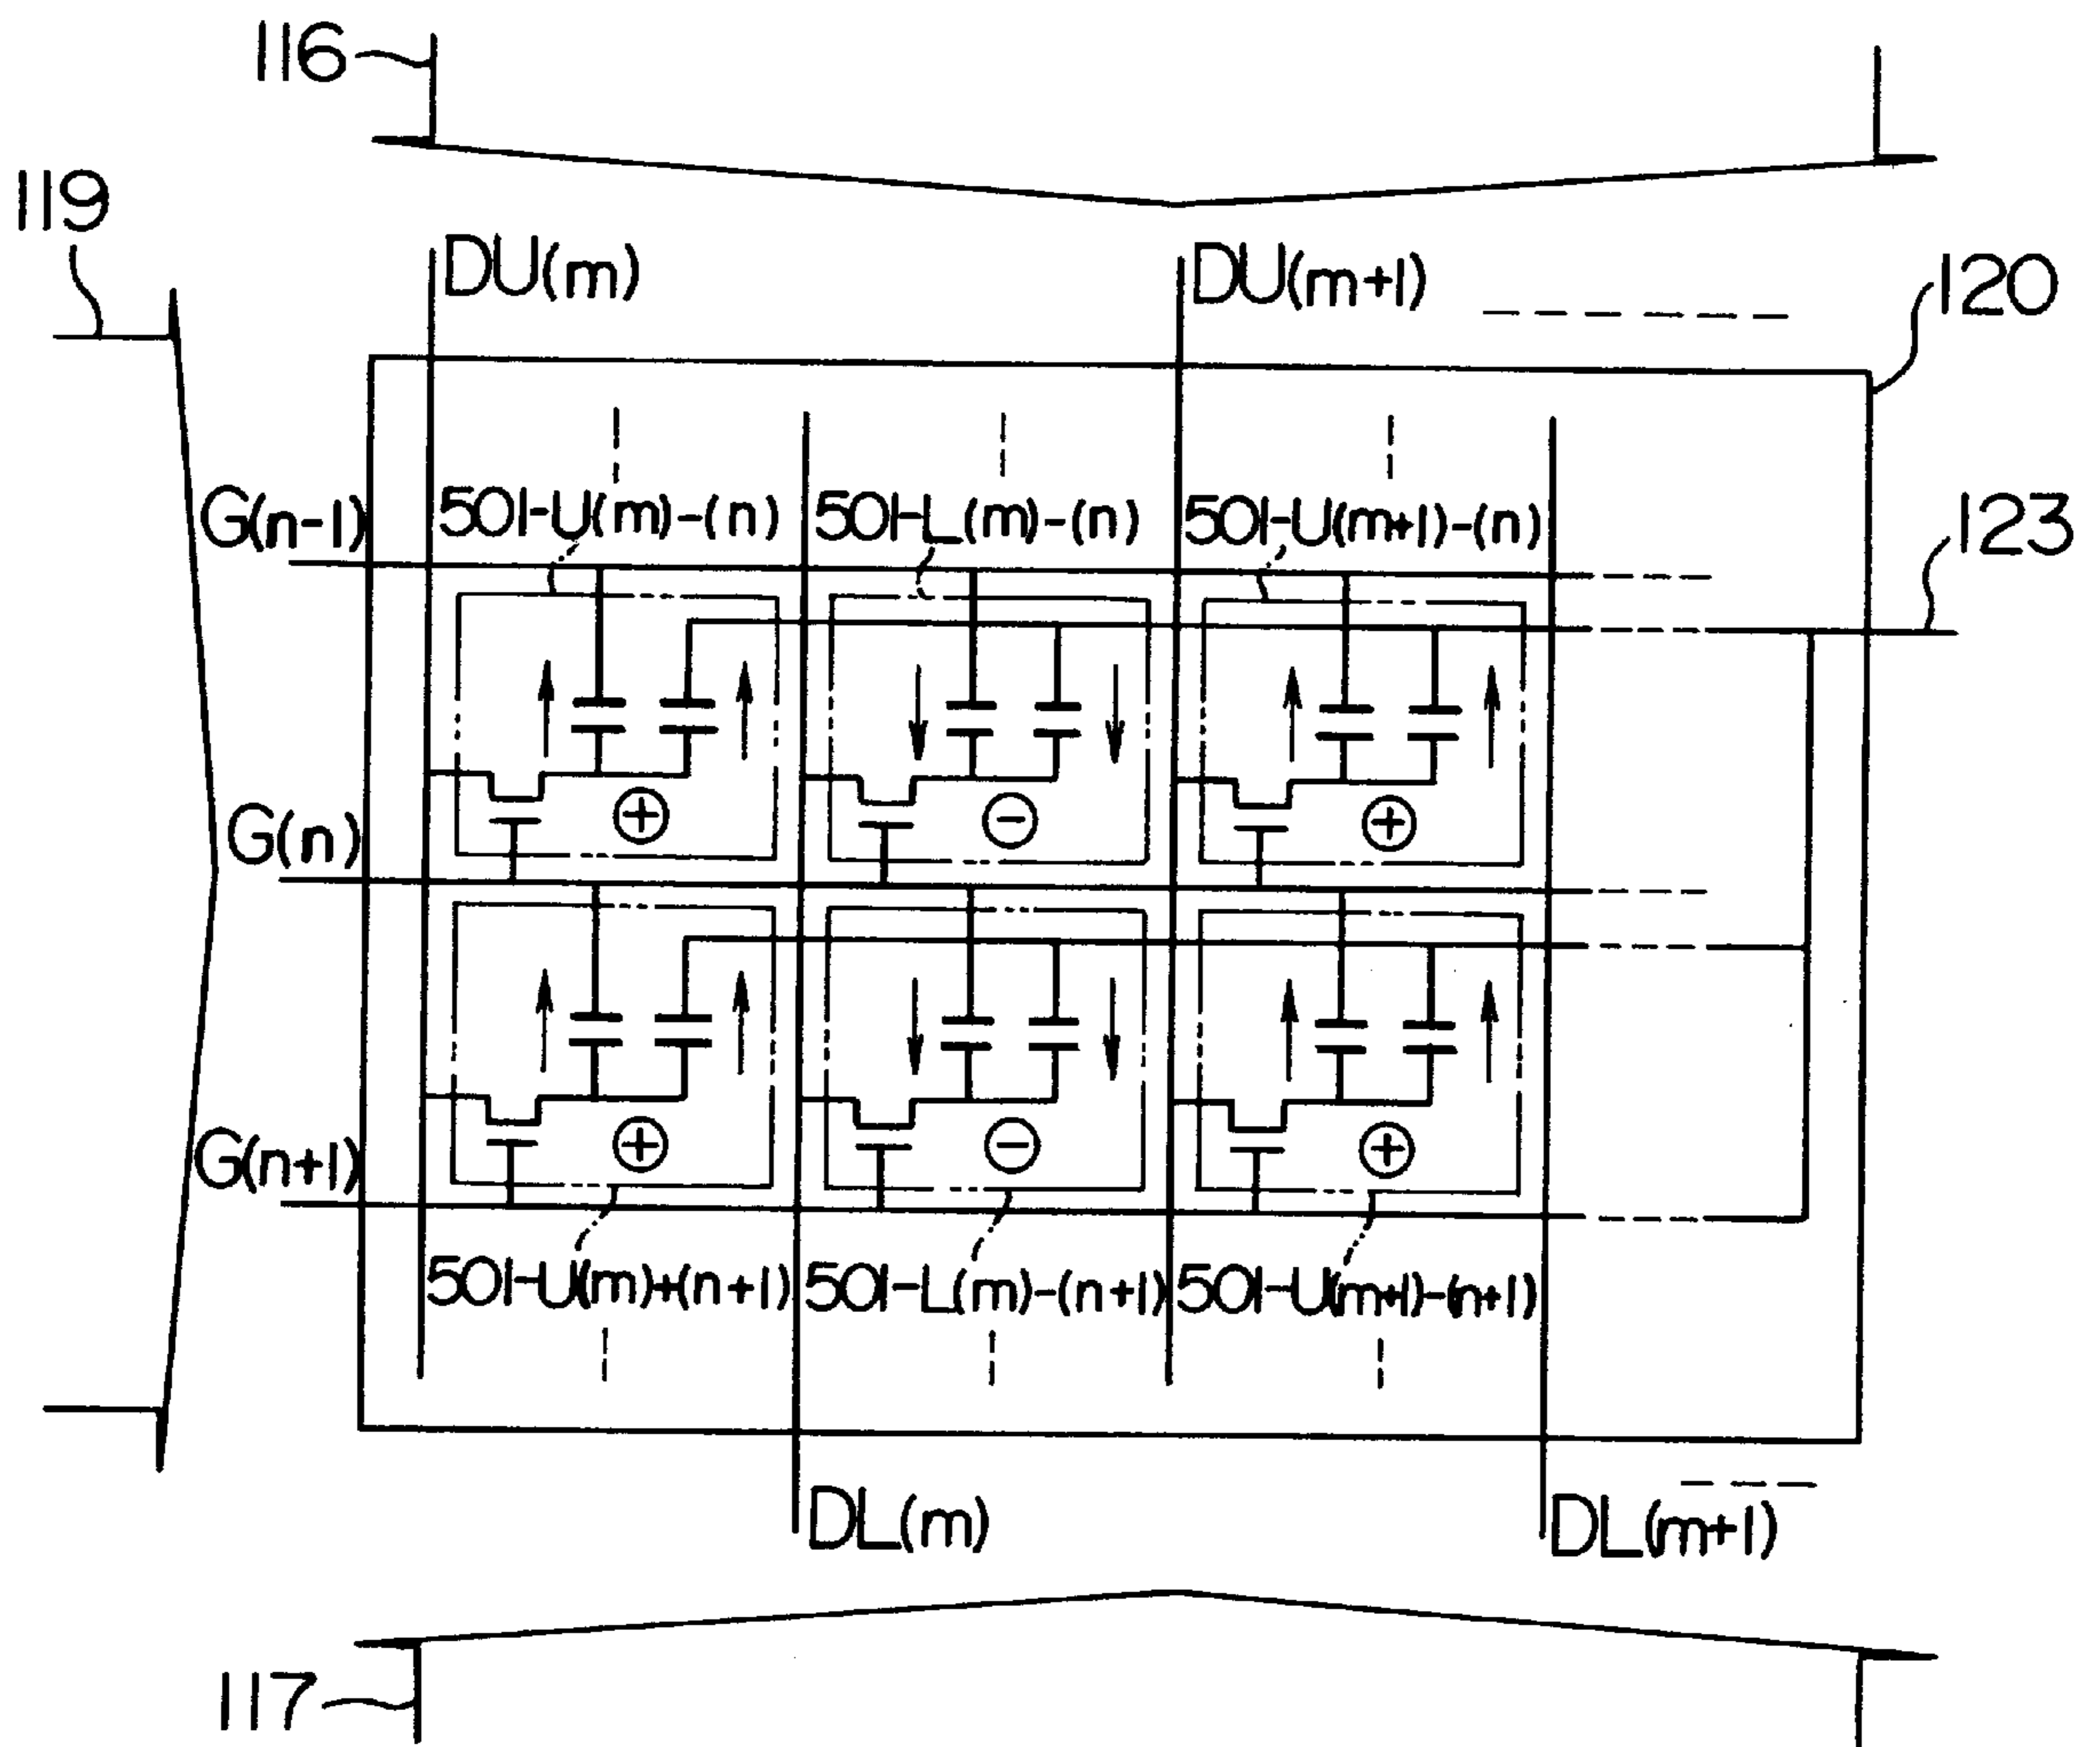 116
119
DU(m)
DU(m+1)
120
G(n-1)
501-U(m)-(n)
501-L(m)-(n)
501-U(m+1)-(n)
123
+
-
+
G(n)
+
-
+
G(n+1)
501-U(m)+(n+1)
501-L(m)-(n+1)
501-U(m+1)-(n+1)
DL(m)
DL(m+1)
117